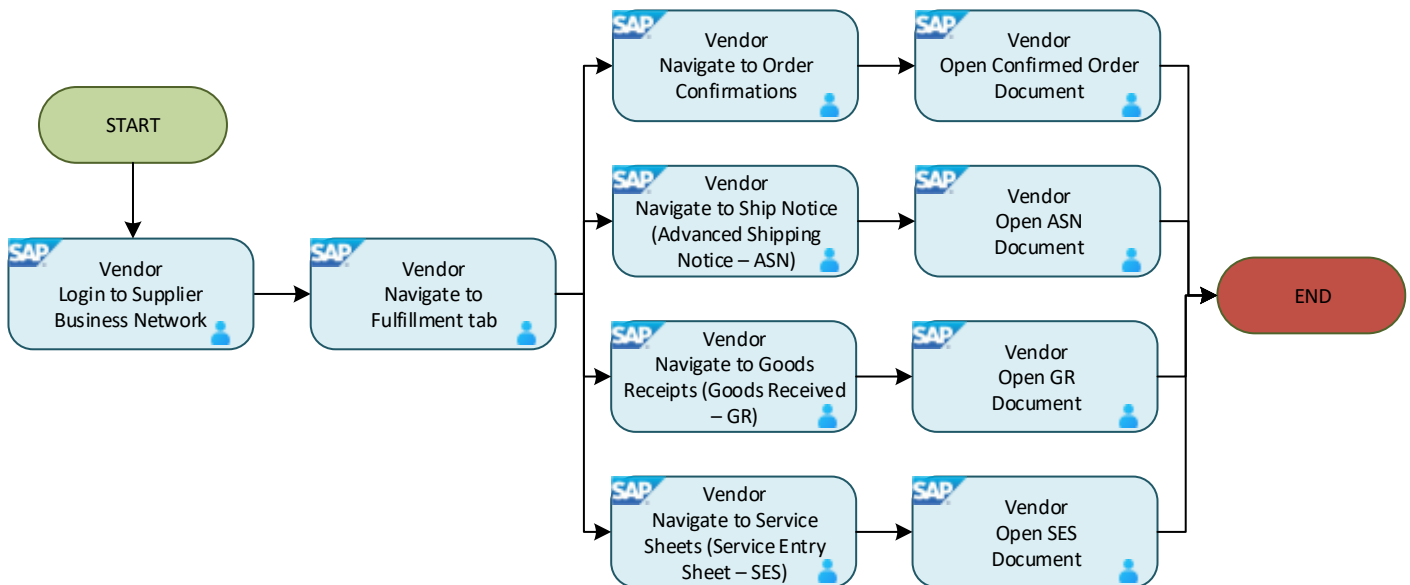 START
SAP
Vendor
Login to Supplier
Business Network
SAP
Vendor
Navigate to
Fulfillment tab
SAP
Vendor
Navigate to Order
Confirmations
SAP
Vendor
Open Confirmed Order
Document
SAP
Vendor
Navigate to Ship Notice
(Advanced Shipping
Notice – ASN)
SAP
Vendor
Open ASN
Document
SAP
Vendor
Navigate to Goods
Receipts (Goods Received
– GR)
SAP
Vendor
Open GR
Document
SAP
Vendor
Navigate to Service
Sheets (Service Entry
Sheet – SES)
SAP
Vendor
Open SES
Document
END